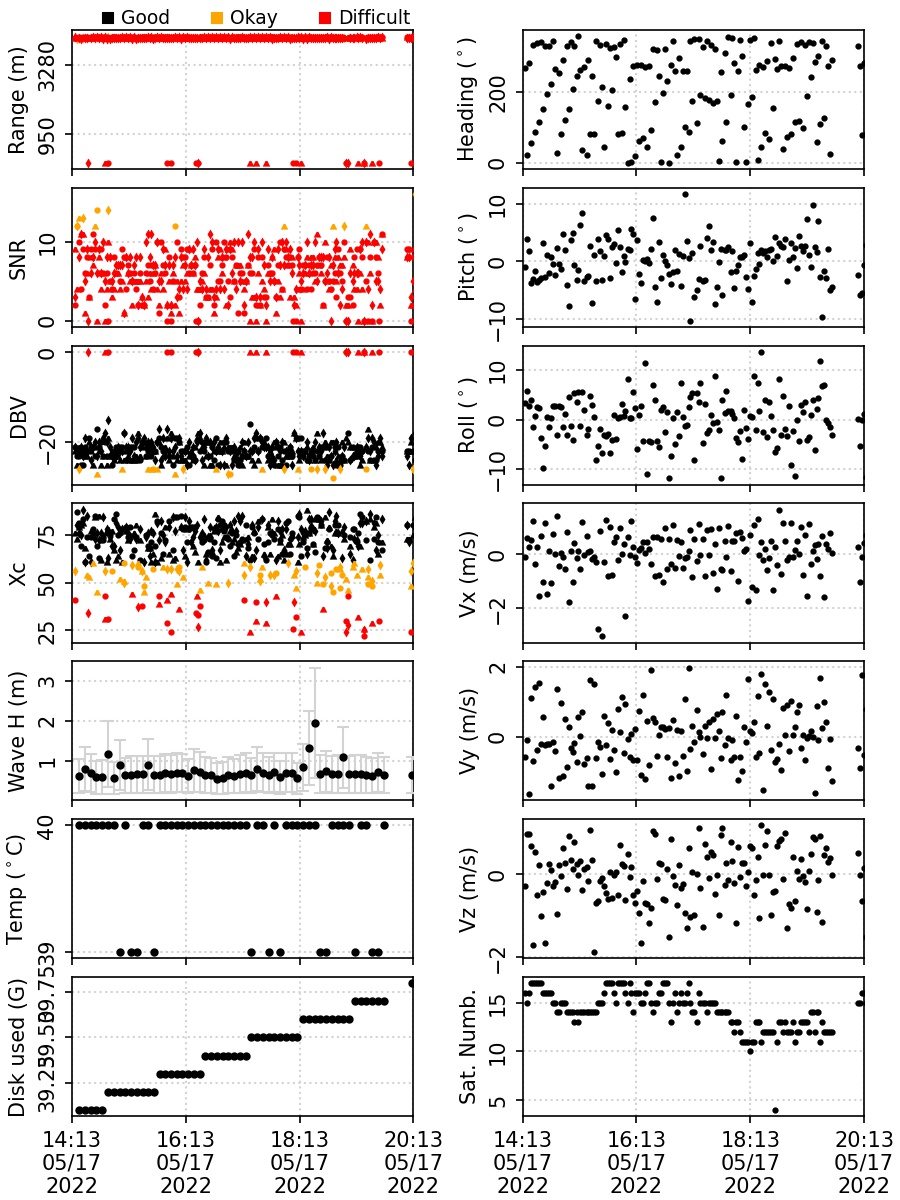 Good Okay Difficult
Range (m)
3280
950
Heading (°)
200
0
SNR
10
0
Pitch (°)
10
0
−10
DBV
0
−20
Roll (°)
10
0
−10
Xc
75
50
25
Vx (m/s)
0
−2
Wave H (m)
3
2
1
Vy (m/s)
2
0
Temp (°C)
40
39
Vz (m/s)
0
−2
Disk used (G)
39.75
39.50
39.25
Sat. Numb.
15
10
5
14:13 16:13 18:13 20:13
05/17 05/17 05/17 05/17
2022 2022 2022 2022
14:13 16:13 18:13 20:13
05/17 05/17 05/17 05/17
2022 2022 2022 2022